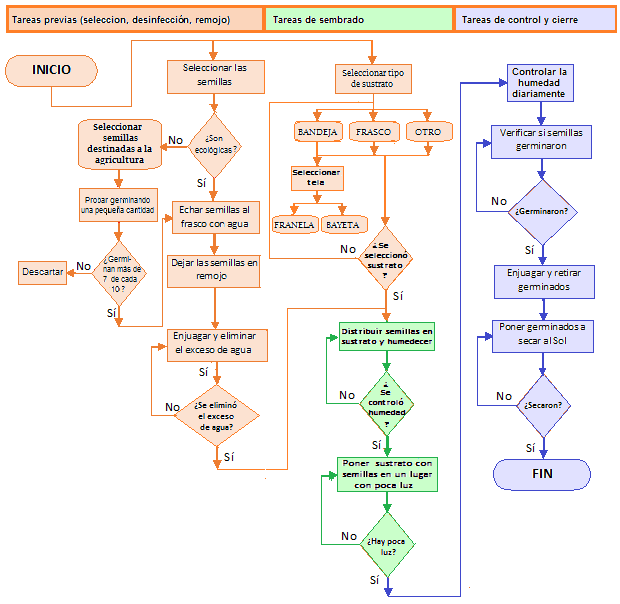 Tareas previas (seleccion, desinfección, remojo)
Tareas de sembrado
Tareas de control y cierre
INICIO
Seleccionar las
semillas
¿Son
ecológicas?
No
Sí
Seleccionar
semillas
destinadas a la
agricultura
Probar germinando
una pequeña cantidad
¿Germi-
nan más de
7 de cada
10?
No
Descartar
Sí
Echar semillas al
frasco con agua
Dejar las semillas en
remojo
Enjuagar y eliminar
el exceso de agua
Sí
¿Se eliminó
el exceso
de agua?
No
Sí
Seleccionar tipo
de sustrato
BANDEJA
FRASCO
OTRO
Seleccionar
tela
FRANELA
BAYETA
¿Se
seleccionó
sustrato
?
No
Sí
Distribuir semillas en
sustrato y humedecer
¿
Se
controló
humedad
?
No
Sí
Poner sustrato con
semillas en un lugar
con poca luz
¿Hay poca
luz?
No
Sí
Controlar la
humedad
diariamente
Verificar si semillas
germinaron
¿Germinaron?
No
Sí
Enjuagar y retirar
germinados
Poner germinados a
secar al Sol
¿Secaron?
No
Sí
FIN